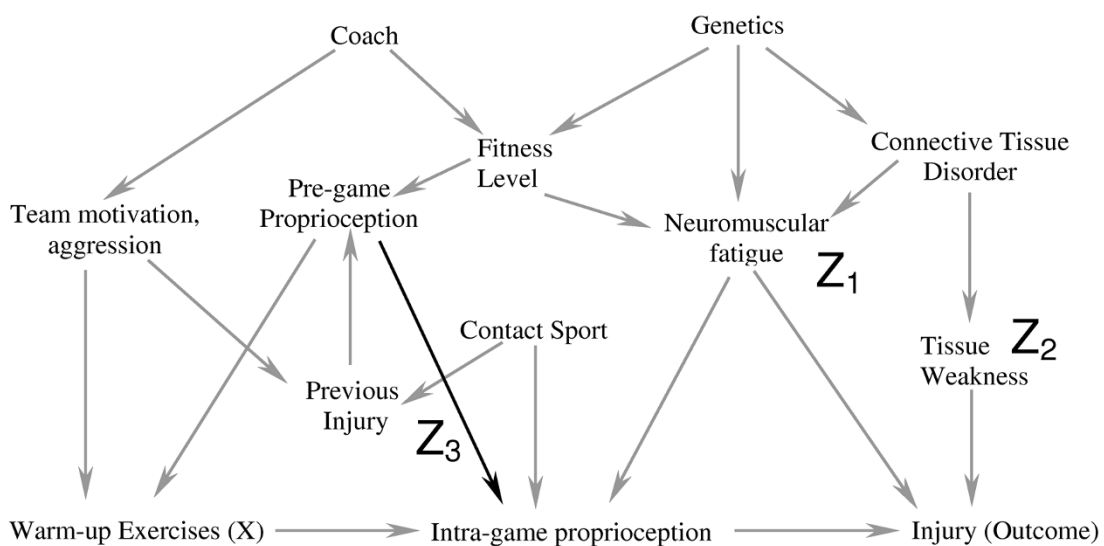 Coach
Genetics
Fitness
Level
Connective Tissue
Disorder
Pre-game
Proprioception
Team motivation,
aggression
Neuromuscular
fatigue
Z1
Contact Sport
Tissue
Weakness
Z2
Previous
Injury
Z3
Warm-up Exercises (X)
Intra-game proprioception
Injury (Outcome)